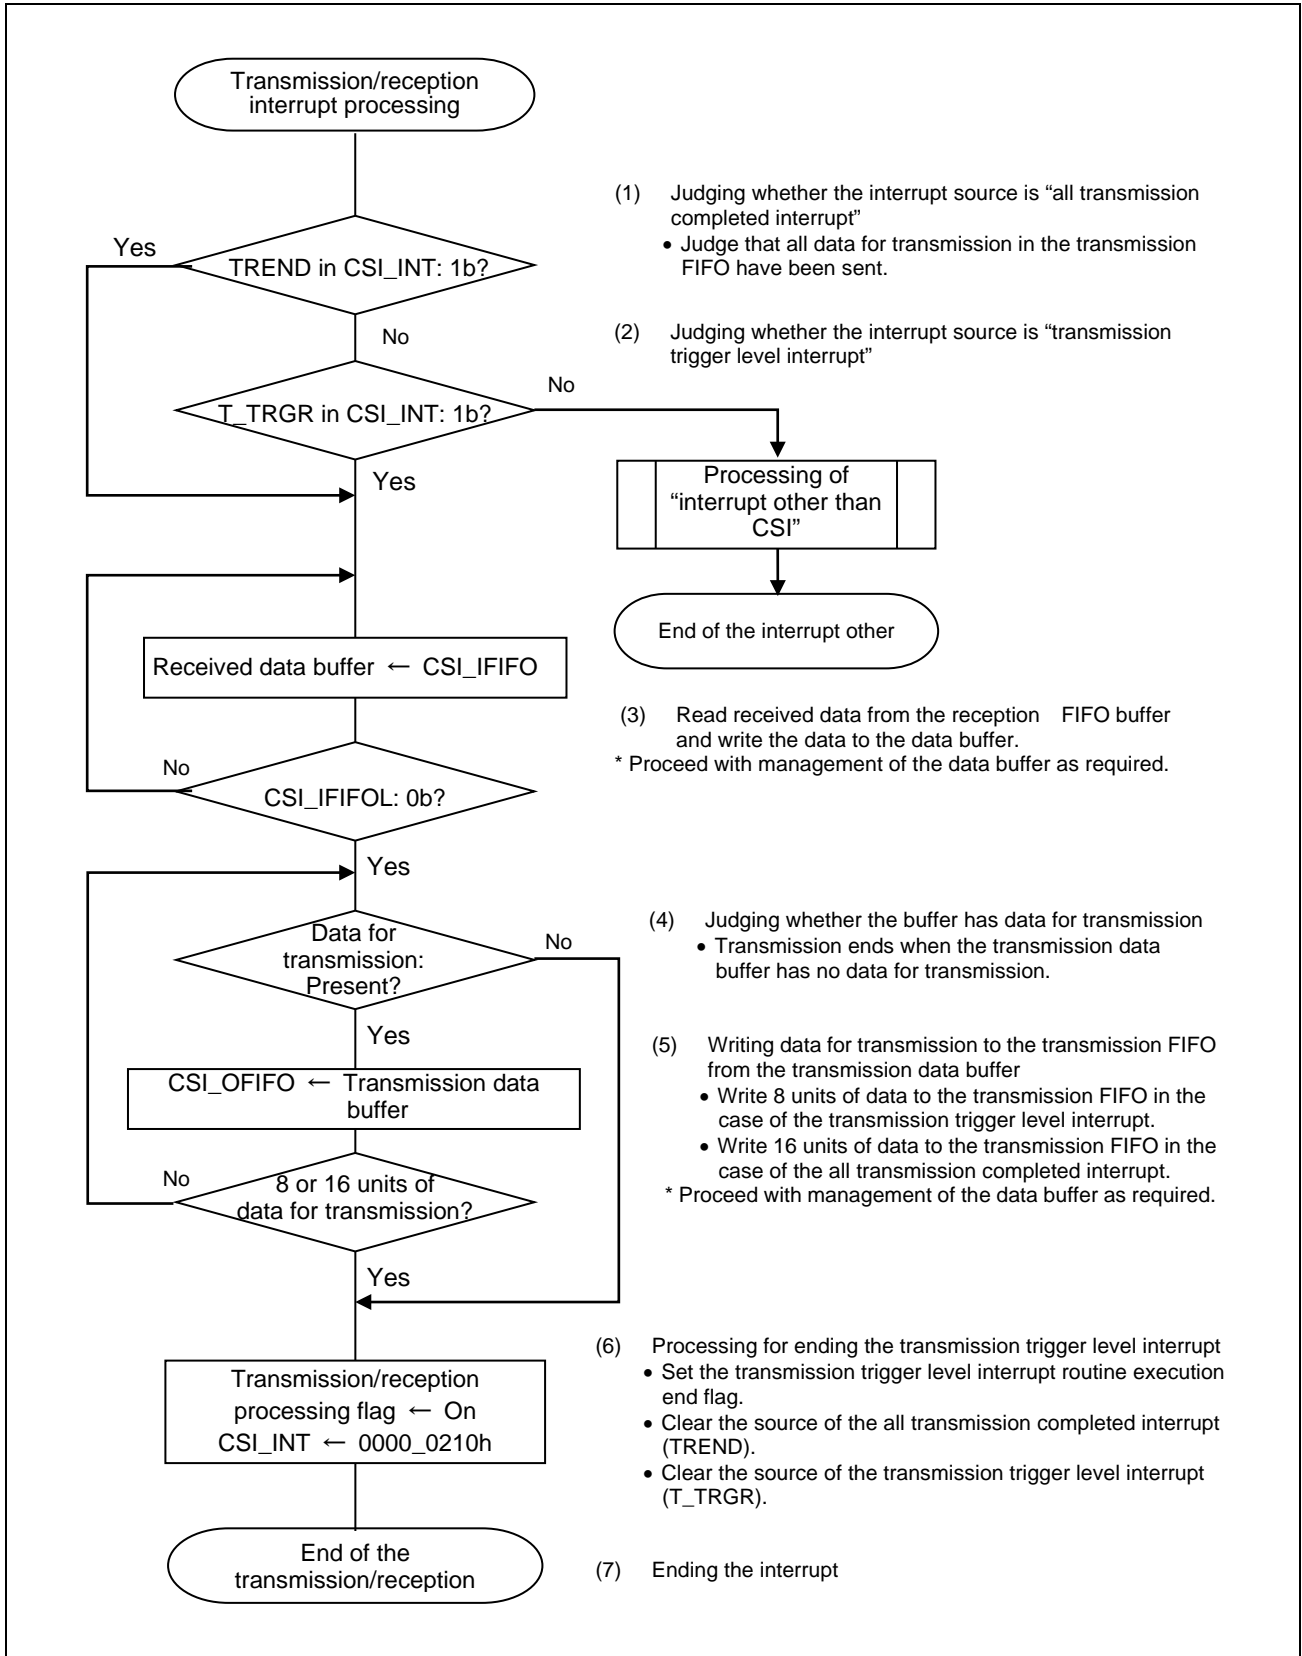 Transmission/reception
interrupt processing
(1) Judging whether the interrupt source is “all transmission
completed interrupt”
• Judge that all data for transmission in the transmission
FIFO have been sent.
Yes
TREND in CSI_INT: 1b?
No
(2) Judging whether the interrupt source is “transmission
trigger level interrupt”
No
T_TRGR in CSI_INT: 1b?
Yes
Processing of
“interrupt other than
CSI”
End of the interrupt other
Received data buffer ← CSI_IFIFO
(3) Read received data from the reception FIFO buffer
and write the data to the data buffer.
* Proceed with management of the data buffer as required.
No
CSI_IFIFOL: 0b?
Yes
Data for
transmission:
Present?
No
(4) Judging whether the buffer has data for transmission
• Transmission ends when the transmission data
buffer has no data for transmission.
Yes
CSI_OFIFO ← Transmission data
buffer
(5) Writing data for transmission to the transmission FIFO
from the transmission data buffer
• Write 8 units of data to the transmission FIFO in the
case of the transmission trigger level interrupt.
• Write 16 units of data to the transmission FIFO in the
case of the all transmission completed interrupt.
* Proceed with management of the data buffer as required.
No
8 or 16 units of
data for transmission?
Yes
Transmission/reception
processing flag ← On
CSI_INT ← 0000_0210h
(6) Processing for ending the transmission trigger level interrupt
• Set the transmission trigger level interrupt routine execution
end flag.
• Clear the source of the all transmission completed interrupt
(TREND).
• Clear the source of the transmission trigger level interrupt
(T_TRGR).
End of the
transmission/reception
(7) Ending the interrupt